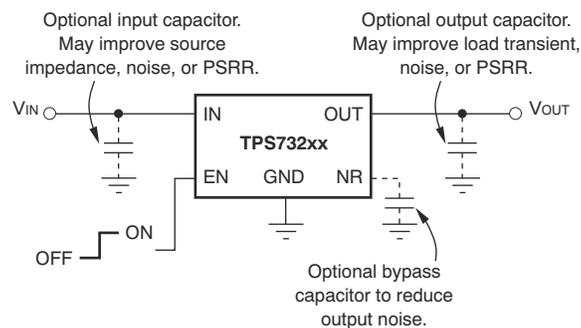 Optional input capacitor.
May improve source
impedance, noise, or PSRR.
Optional output capacitor.
May improve load transient,
noise, or PSRR.
VIN
IN
OUT
VOUT
TPS732xx
EN
GND
NR
OFF
ON
Optional bypass
capacitor to reduce
output noise.